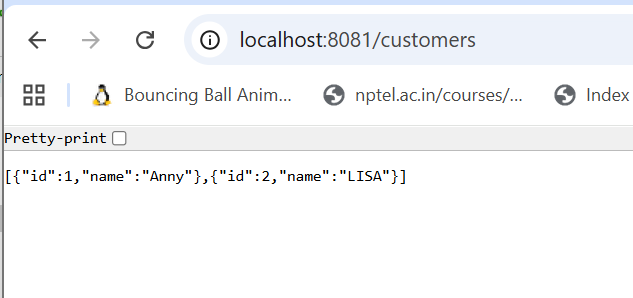 localhost:8081/customers
Bouncing Ball Anim... nptel.ac.in/courses/... Index
Pretty-print
[{"id":1,"name":"Anny"},{"id":2,"name":"LISA"}]